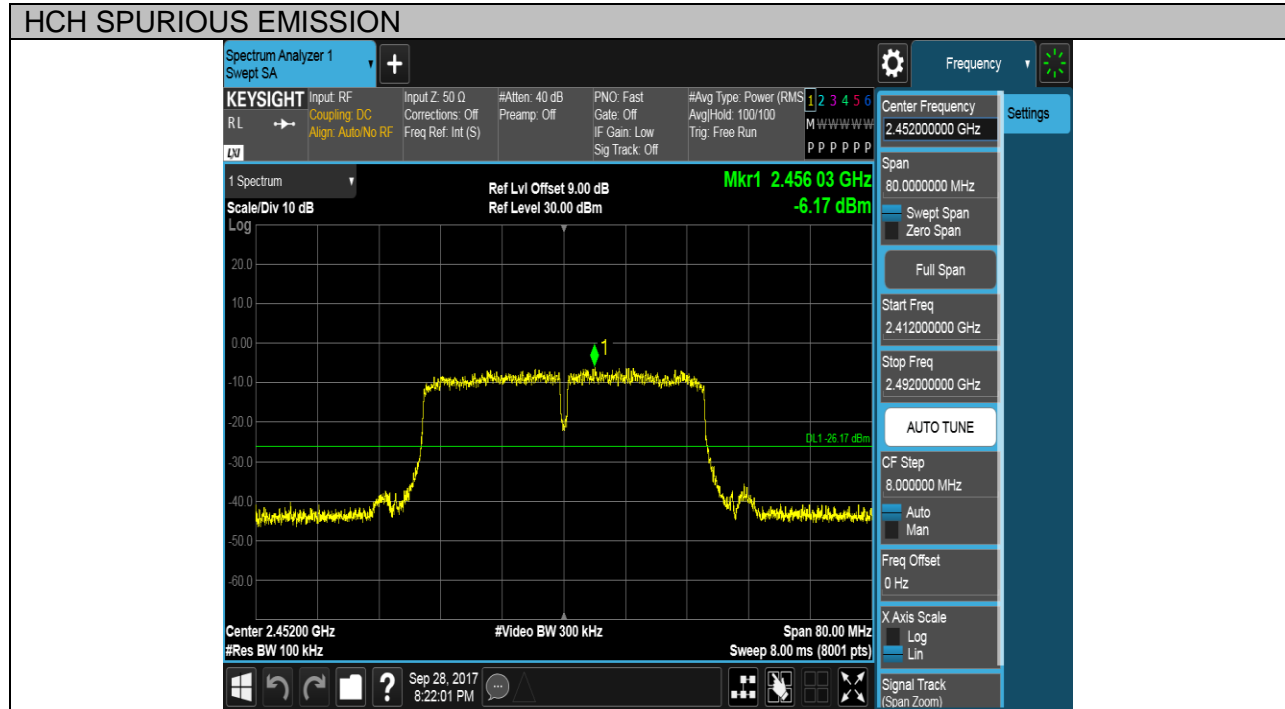 HCH SPURIOUS EMISSION
Spectrum Analyzer 1
Swept SA
+
Frequency
KEYSIGHT
RL
LXI
Input: RF
Coupling: DC
Align: Auto/No RF
Input Z: 50 Ω
Corrections: Off
Freq Ref: Int (S)
#Atten: 40 dB
Preamp: Off
PNO: Fast
Gate: Off
IF Gain: Low
Sig Track: Off
#Avg Type: Power (RMS
Avg|Hold: 100/100
Trig: Free Run
1 2 3 4 5 6
M W W W W W
P P P P P P
1 Spectrum
Scale/Div 10 dB
Ref Lvl Offset 9.00 dB
Ref Level 30.00 dBm
Mkr1 2.456 03 GHz
-6.17 dBm
Log
20.0
10.0
0.00
-10.0
-20.0
-30.0
-40.0
-50.0
-60.0
1
DL1 -26.17 dBm
Center 2.45200 GHz
#Res BW 100 kHz
#Video BW 300 kHz
Span 80.00 MHz
Sweep 8.00 ms (8001 pts)
Sep 28, 2017
8:22:01 PM
?
Center Frequency
2.452000000 GHz
Span
80.0000000 MHz
Swept Span
Zero Span
Full Span
Start Freq
2.412000000 GHz
Stop Freq
2.492000000 GHz
AUTO TUNE
CF Step
8.000000 MHz
Auto
Man
Freq Offset
0 Hz
X Axis Scale
Log
Lin
Signal Track
(Span Zoom)
Settings